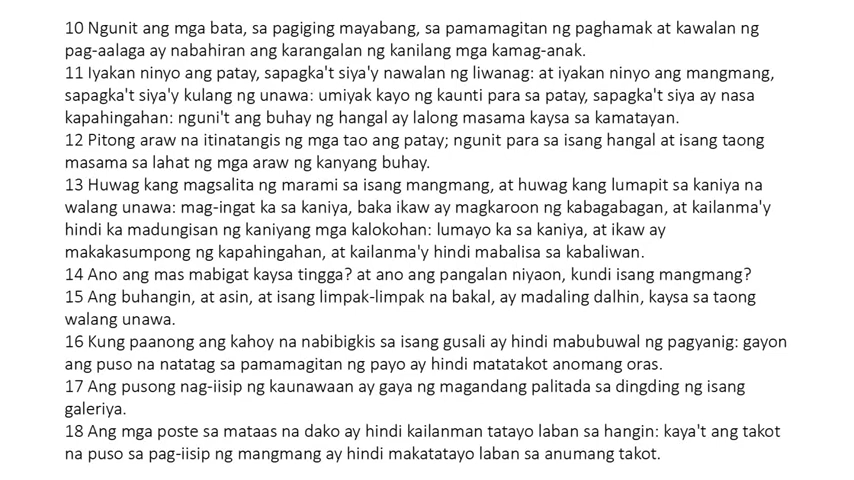 10 Ngunit ang mga bata, sa pagiging mayabang, sa pamamagitan ng paghamak at kawalan ng
pag-aalaga ay nabahiran ang karangalan ng kanilang mga kamag-anak.
11 Iyakan ninyo ang patay, sapagka't siya'y nawalan ng liwanag: at iyakan ninyo ang mangmang,
sapagka't siya'y kulang ng unawa: umiyak kayo ng kaunti para sa patay, sapagka't siya ay nasa
kapahingahan: nguni't ang buhay ng hangal ay lalong masama kaysa sa kamatayan.
12 Pitong araw na itinatangis ng mga tao ang patay; ngunit para sa isang hangal at isang taong
masama sa lahat ng mga araw ng kanyang buhay.
13 Huwag kang magsalita ng marami sa isang mangmang, at huwag kang lumapit sa kaniya na
walang unawa: mag-ingat ka sa kaniya, baka ikaw ay magkaroon ng kabagabagan, at kailanma'y
hindi ka madungisan ng kaniyang mga kalokohan: lumayo ka sa kaniya, at ikaw ay
makakasumpong ng kapahingahan, at kailanma'y hindi mabalisa sa kabaliwan.
14 Ano ang mas mabigat kaysa tingga? at ano ang pangalan niyaon, kundi isang mangmang?
15 Ang buhangin, at asin, at isang limpak-limpak na bakal, ay madaling dalhin, kaysa sa taong
walang unawa.
16 Kung paanong ang kahoy na nabibigkis sa isang gusali ay hindi mabubuwal ng pagyanig: gayon
ang puso na natatag sa pamamagitan ng payo ay hindi matatakot anomang oras.
17 Ang pusong nag-iisip ng kaunawaan ay gaya ng magandang palitada sa dingding ng isang
galeriya.
18 Ang mga poste sa mataas na dako ay hindi kailanman tatayo laban sa hangin: kaya't ang takot
na puso sa pag-iisip ng mangmang ay hindi makatatayo laban sa anumang takot.